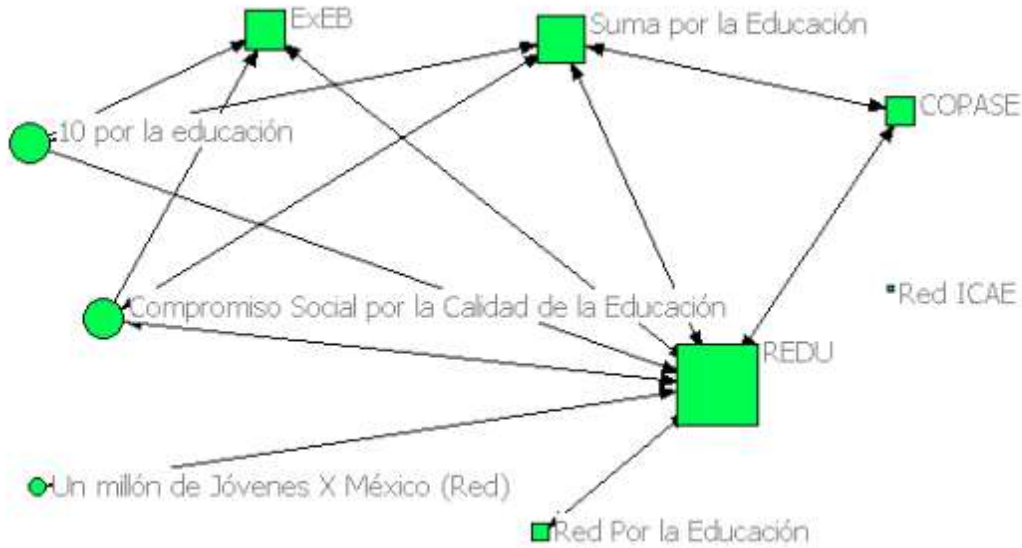 ExEB
Suma por la Educación
COPASE
10 por la educación
Red ICAE
Compromiso Social por la Calidad de la Educación
REDU
Un millón de Jóvenes X México (Red)
Red Por la Educación